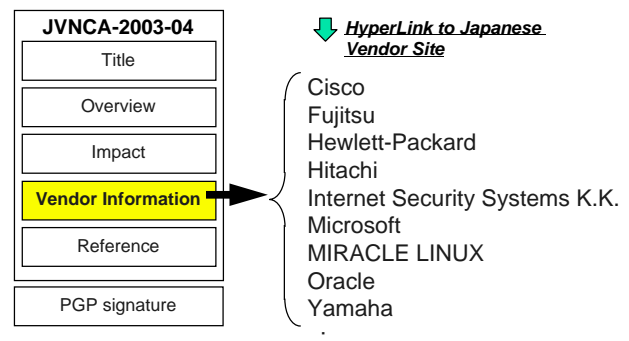 JVNCA-2003-04
Title
Overview
Impact
Vendor Information
Reference
PGP signature
HyperLink to Japanese
Vendor Site
Cisco
Fujitsu
Hewlett-Packard
Hitachi
Internet Security Systems K.K.
Microsoft
MIRACLE LINUX
Oracle
Yamaha
.